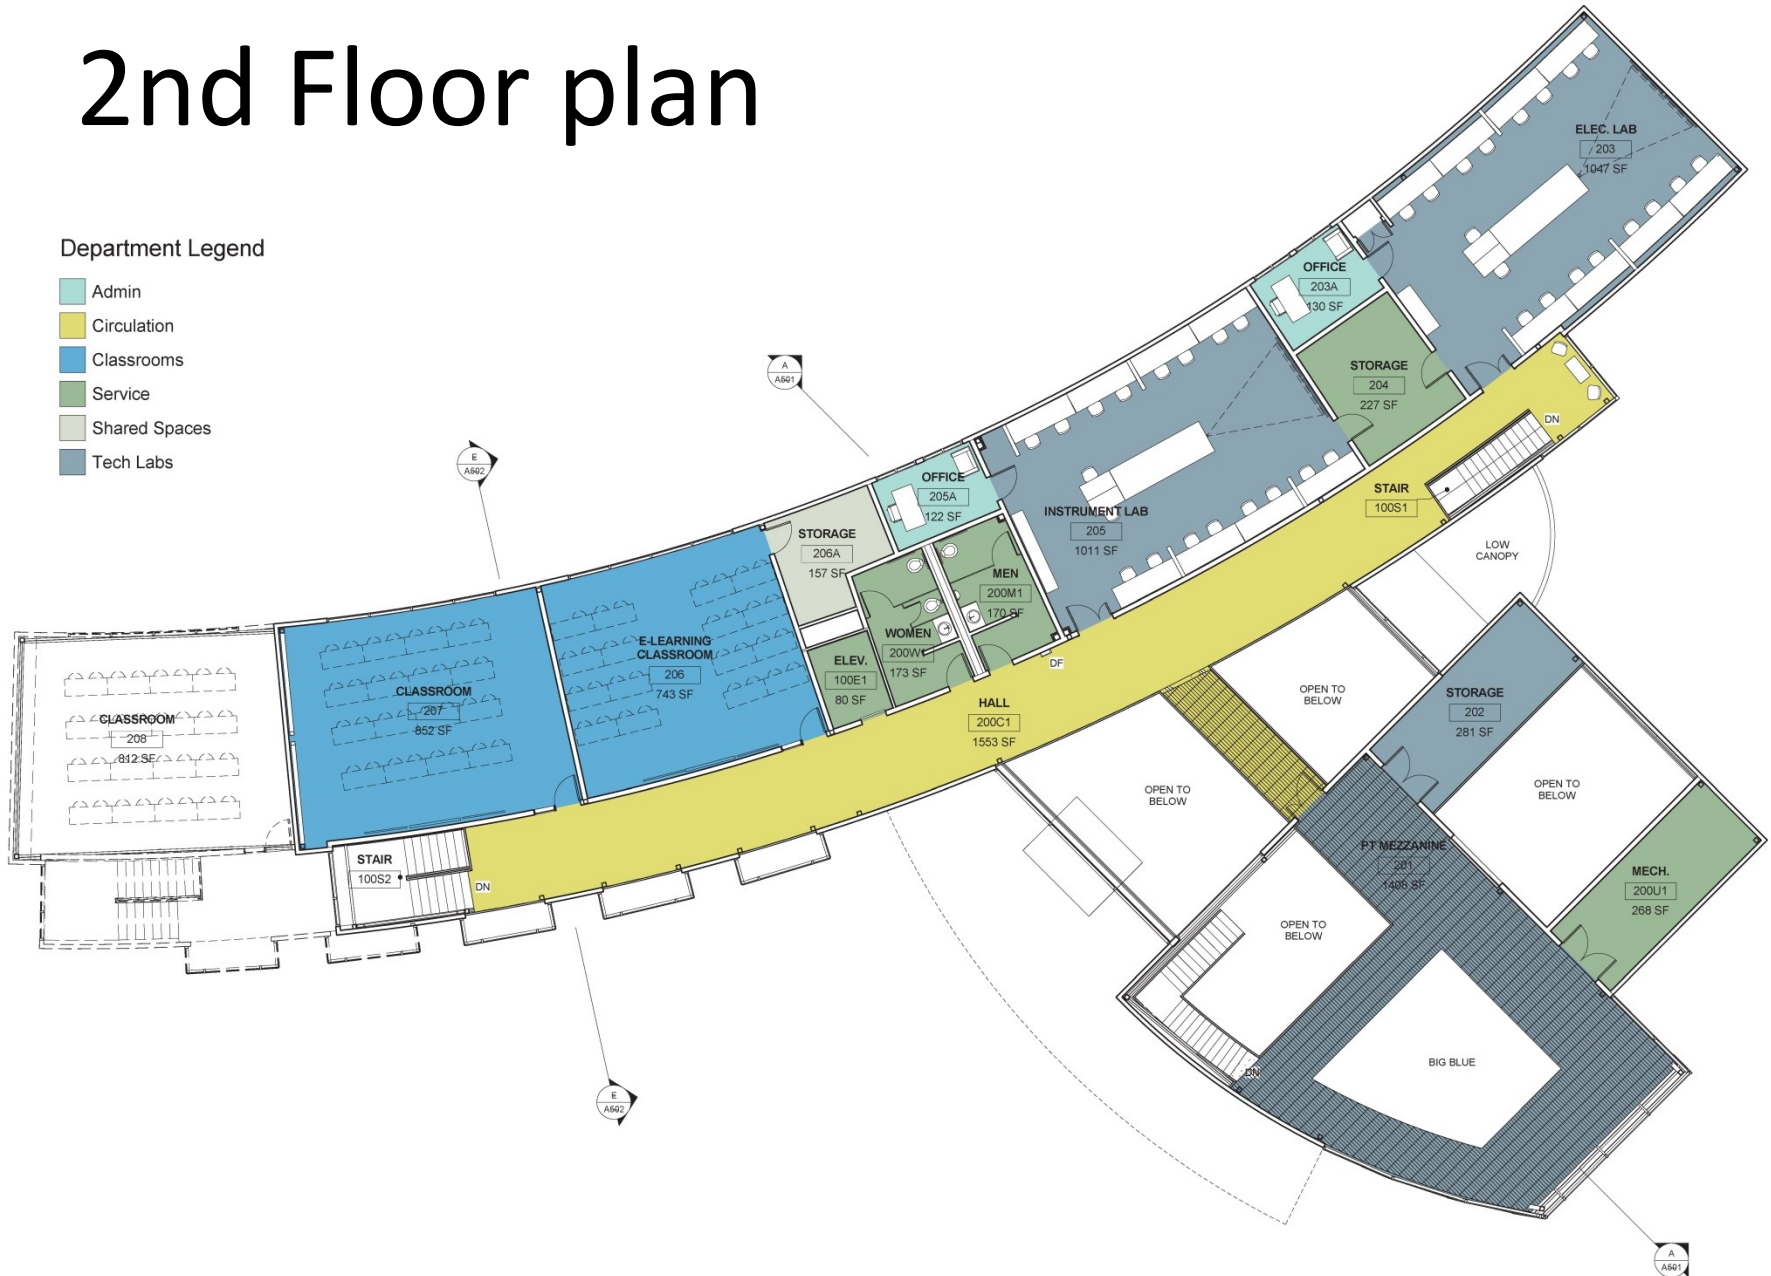 2nd Floor plan
Department Legend
Admin
Circulation
Classrooms
Service
Shared Spaces
Tech Labs
ELEC. LAB
203
1047 SF
OFFICE
203A
130 SF
STORAGE
204
227 SF
A
A501
E
A502
DN
STAIR
100S1
OFFICE
205A
122 SF
INSTRUMENT LAB
205
1011 SF
LOW
CANOPY
STORAGE
206A
157 SF
MEN
200M1
170 SF
WOMEN
200W1
173 SF
E-LEARNING
CLASSROOM
206
743 SF
ELEV.
100E1
80 SF
DF
CLASSROOM
207
852 SF
CLASSROOM
208
812 SF
HALL
200C1
1553 SF
OPEN TO
BELOW
STORAGE
202
281 SF
OPEN TO
BELOW
OPEN TO
BELOW
STAIR
100S2
DN
PT MEZZANINE
201
1408 SF
MECH.
200U1
268 SF
OPEN TO
BELOW
BIG BLUE
DN
E
A502
A
A501